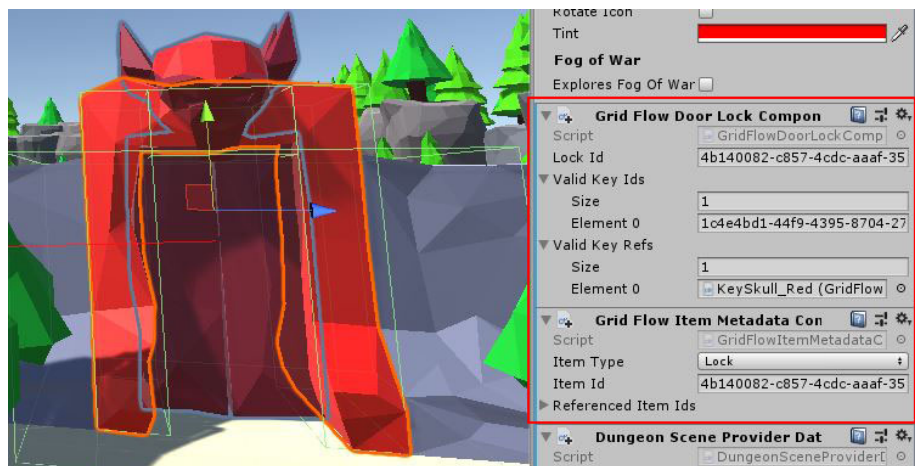 Rotate Icon
Tint
Fog of War
Explores Fog Of War
Grid Flow Door Lock Compon
Script GridFlowDoorLockComp
Lock Id 4b140082-c857-4cdc-aaaf-35
Valid Key Ids
Size 1
Element 0 1c4e4bd1-44f9-4395-8704-27
Valid Key Refs
Size 1
Element 0 KeySkull_Red (GridFlow
Grid Flow Item Metadata Con
Script GridFlowItemMetadataC
Item Type Lock
Item Id 4b140082-c857-4cdc-aaaf-35
Referenced Item Ids
Dungeon Scene Provider Dat
Script DungeonSceneProviderD